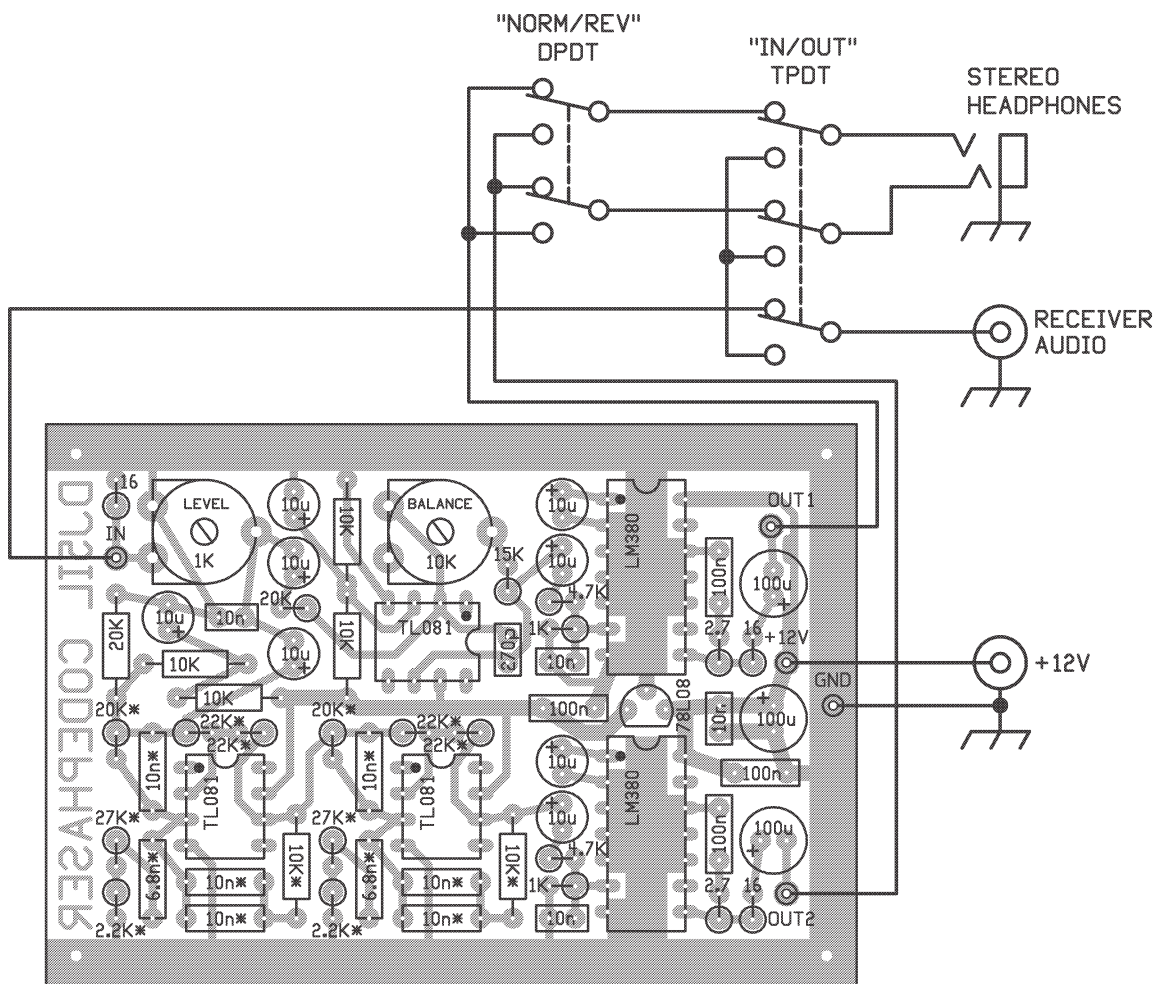 "NORM/REV"
DPDT
"IN/OUT"
TPDT
STEREO
HEADPHONES
RECEIVER
AUDIO
16
LEVEL
1K
IN
10u
10u
10K
BALANCE
10K
15K
10u
10u
LM380
OUT1
100n
100u
20K
10u
10n
20K
10K
TL081
4.7K
1K
10n
2.7
16
+12V
+12V
10K
10u
10K
GND
100n
78L08
10n
100u
20K*
22K*
22K*
20K*
22K*
22K*
10n*
TL081
10n*
TL081
10u
10u
LM380
100n
100n
100u
27K*
27K*
10K*
10K*
4.7K
1K
10n
6.8n*
10n*
10n*
6.8n*
10n*
10n*
2.2K*
2.2K*
2.7
16
OUT2
DJ5IL CODEPHASER